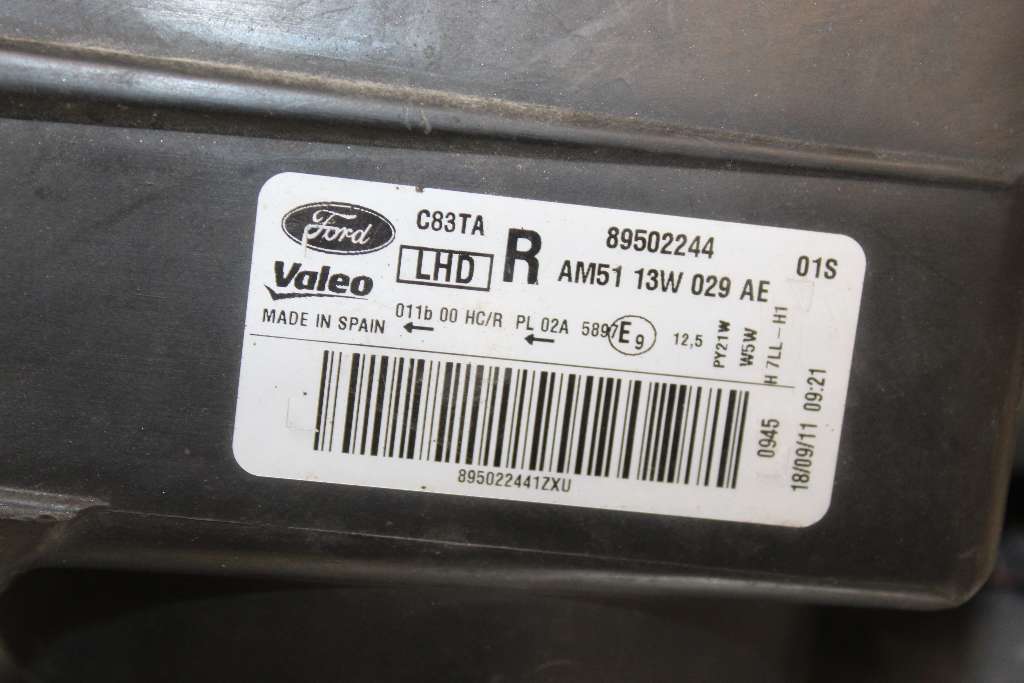 Ford C83TA R 89502244 01S
Valeo LHD AM51 13W 029 AE
MADE IN SPAIN 011b 00 HC/R PL 02A 5897 E9 12,5
PY21W
W5W
H7LL-H1
0945
18/09/11 09:21
895022441ZXU